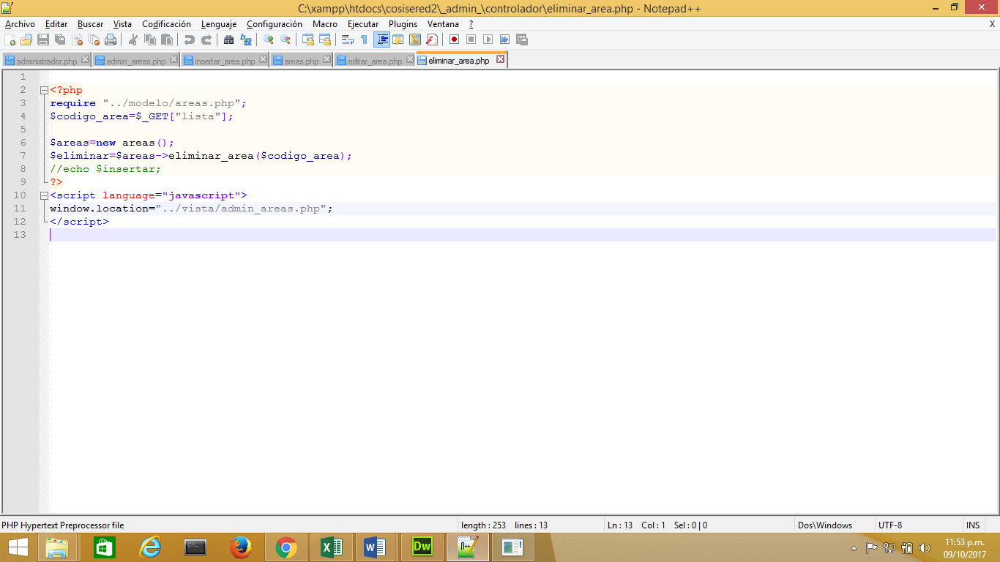 C:\xampp\htdocs\cosisered2\_admin_\controlador\eliminar_area.php - Notepad++
Archivo Editar Buscar Vista Codificación Lenguaje Configuración Macro Ejecutar Plugins Ventana ? X
administrador.php admin_areas.php insertar_area.php areas.php editar_area.php eliminar_area.php
1
2 <?php
3 require "../modelo/areas.php";
4 $codigo_area=$_GET["lista"];
5
6 $areas=new areas();
7 $eliminar=$areas->eliminar_area($codigo_area);
8 //echo $insertar;
9 ?>
10 <script language="javascript">
11 window.location="../vista/admin_areas.php";
12 </script>
13
PHP Hypertext Preprocessor file length : 253 lines : 13 Ln : 13 Col : 1 Sel : 0 | 0 Dos\Windows UTF-8 INS
11:53 p.m.
09/10/2017